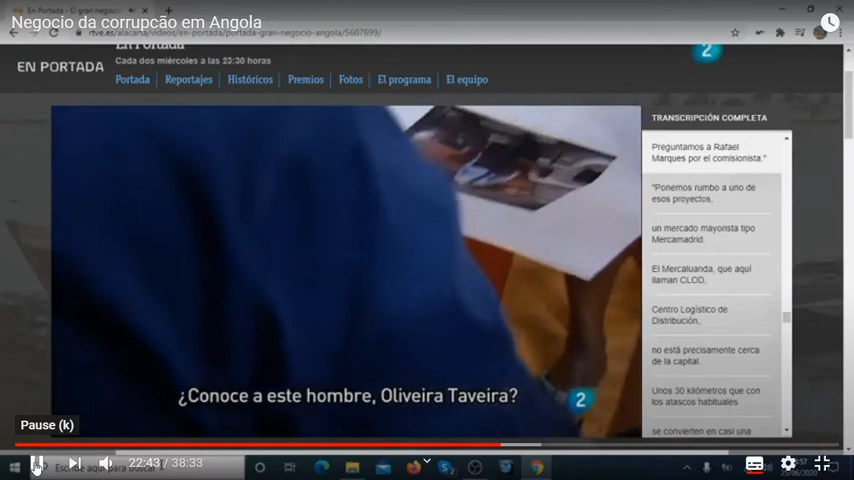 En Portada - El gran nego
Negocio da corrupcão em Angola
rtve.es/alacarta/videos/en-portada/portada-gran-negocio-angola/5607699/
En Portada
EN PORTADA
Cada dos miércoles a las 23:30 horas
2
Portada
Reportajes
Históricos
Premios
Fotos
El programa
El equipo
TRANSCRIPCIÓN COMPLETA
Preguntamos a Rafael
Marques por el comisionista."
"Ponemos rumbo a uno de
esos proyectos,
un mercado mayorista tipo
Mercamadrid.
El Mercaluanda, que aquí
llaman CLOD,
Centro Logístico de
Distribución,
no está precisamente cerca
de la capital.
Unos 30 kilómetros que con
los atascos habituales
se convierten en casi una
¿Conoce a este hombre, Oliveira Taveira?
2
Pause (k)
22:43 / 38:33
Escribe aquí para buscar
25/06/2020